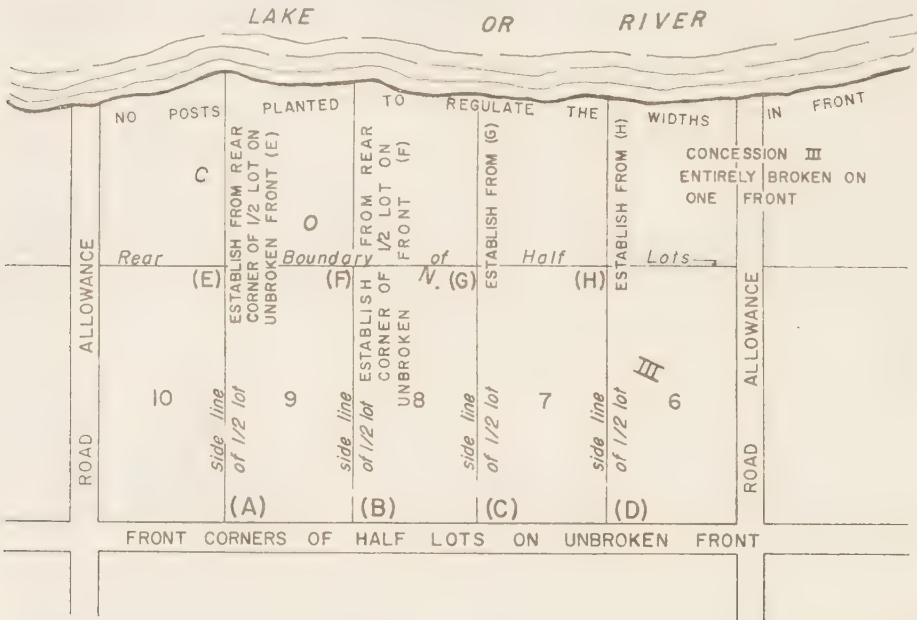 LAKE OR RIVER
NO POSTS PLANTED TO REGULATE THE WIDTHS IN FRONT
CONCESSION III
ENTIRELY BROKEN ON
ONE FRONT
C O N. III
ESTABLISH FROM REAR
CORNER OF 1/2 LOT ON
UNBROKEN FRONT (E)
ESTABLISH FROM REAR
CORNER OF 1/2 LOT ON
UNBROKEN FRONT (F)
ESTABLISH FROM (G)
ESTABLISH FROM (H)
Rear Boundary of Half Lots
(E) (F) (G) (H)
ROAD ALLOWANCE
10 9 8 7 6
side line
of 1/2 lot
side line
of 1/2 lot
side line
of 1/2 lot
side line
of 1/2 lot
ROAD ALLOWANCE
(A) (B) (C) (D)
FRONT CORNERS OF HALF LOTS ON UNBROKEN FRONT